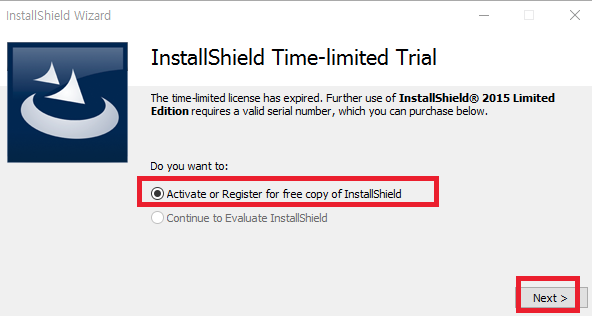 InstallShield Wizard
InstallShield Time-limited Trial
The time-limited license has expired. Further use of InstallShield® 2015 Limited
Edition requires a valid serial number, which you can purchase below.
Do you want to:
Activate or Register for free copy of InstallShield
Continue to Evaluate InstallShield
Next >